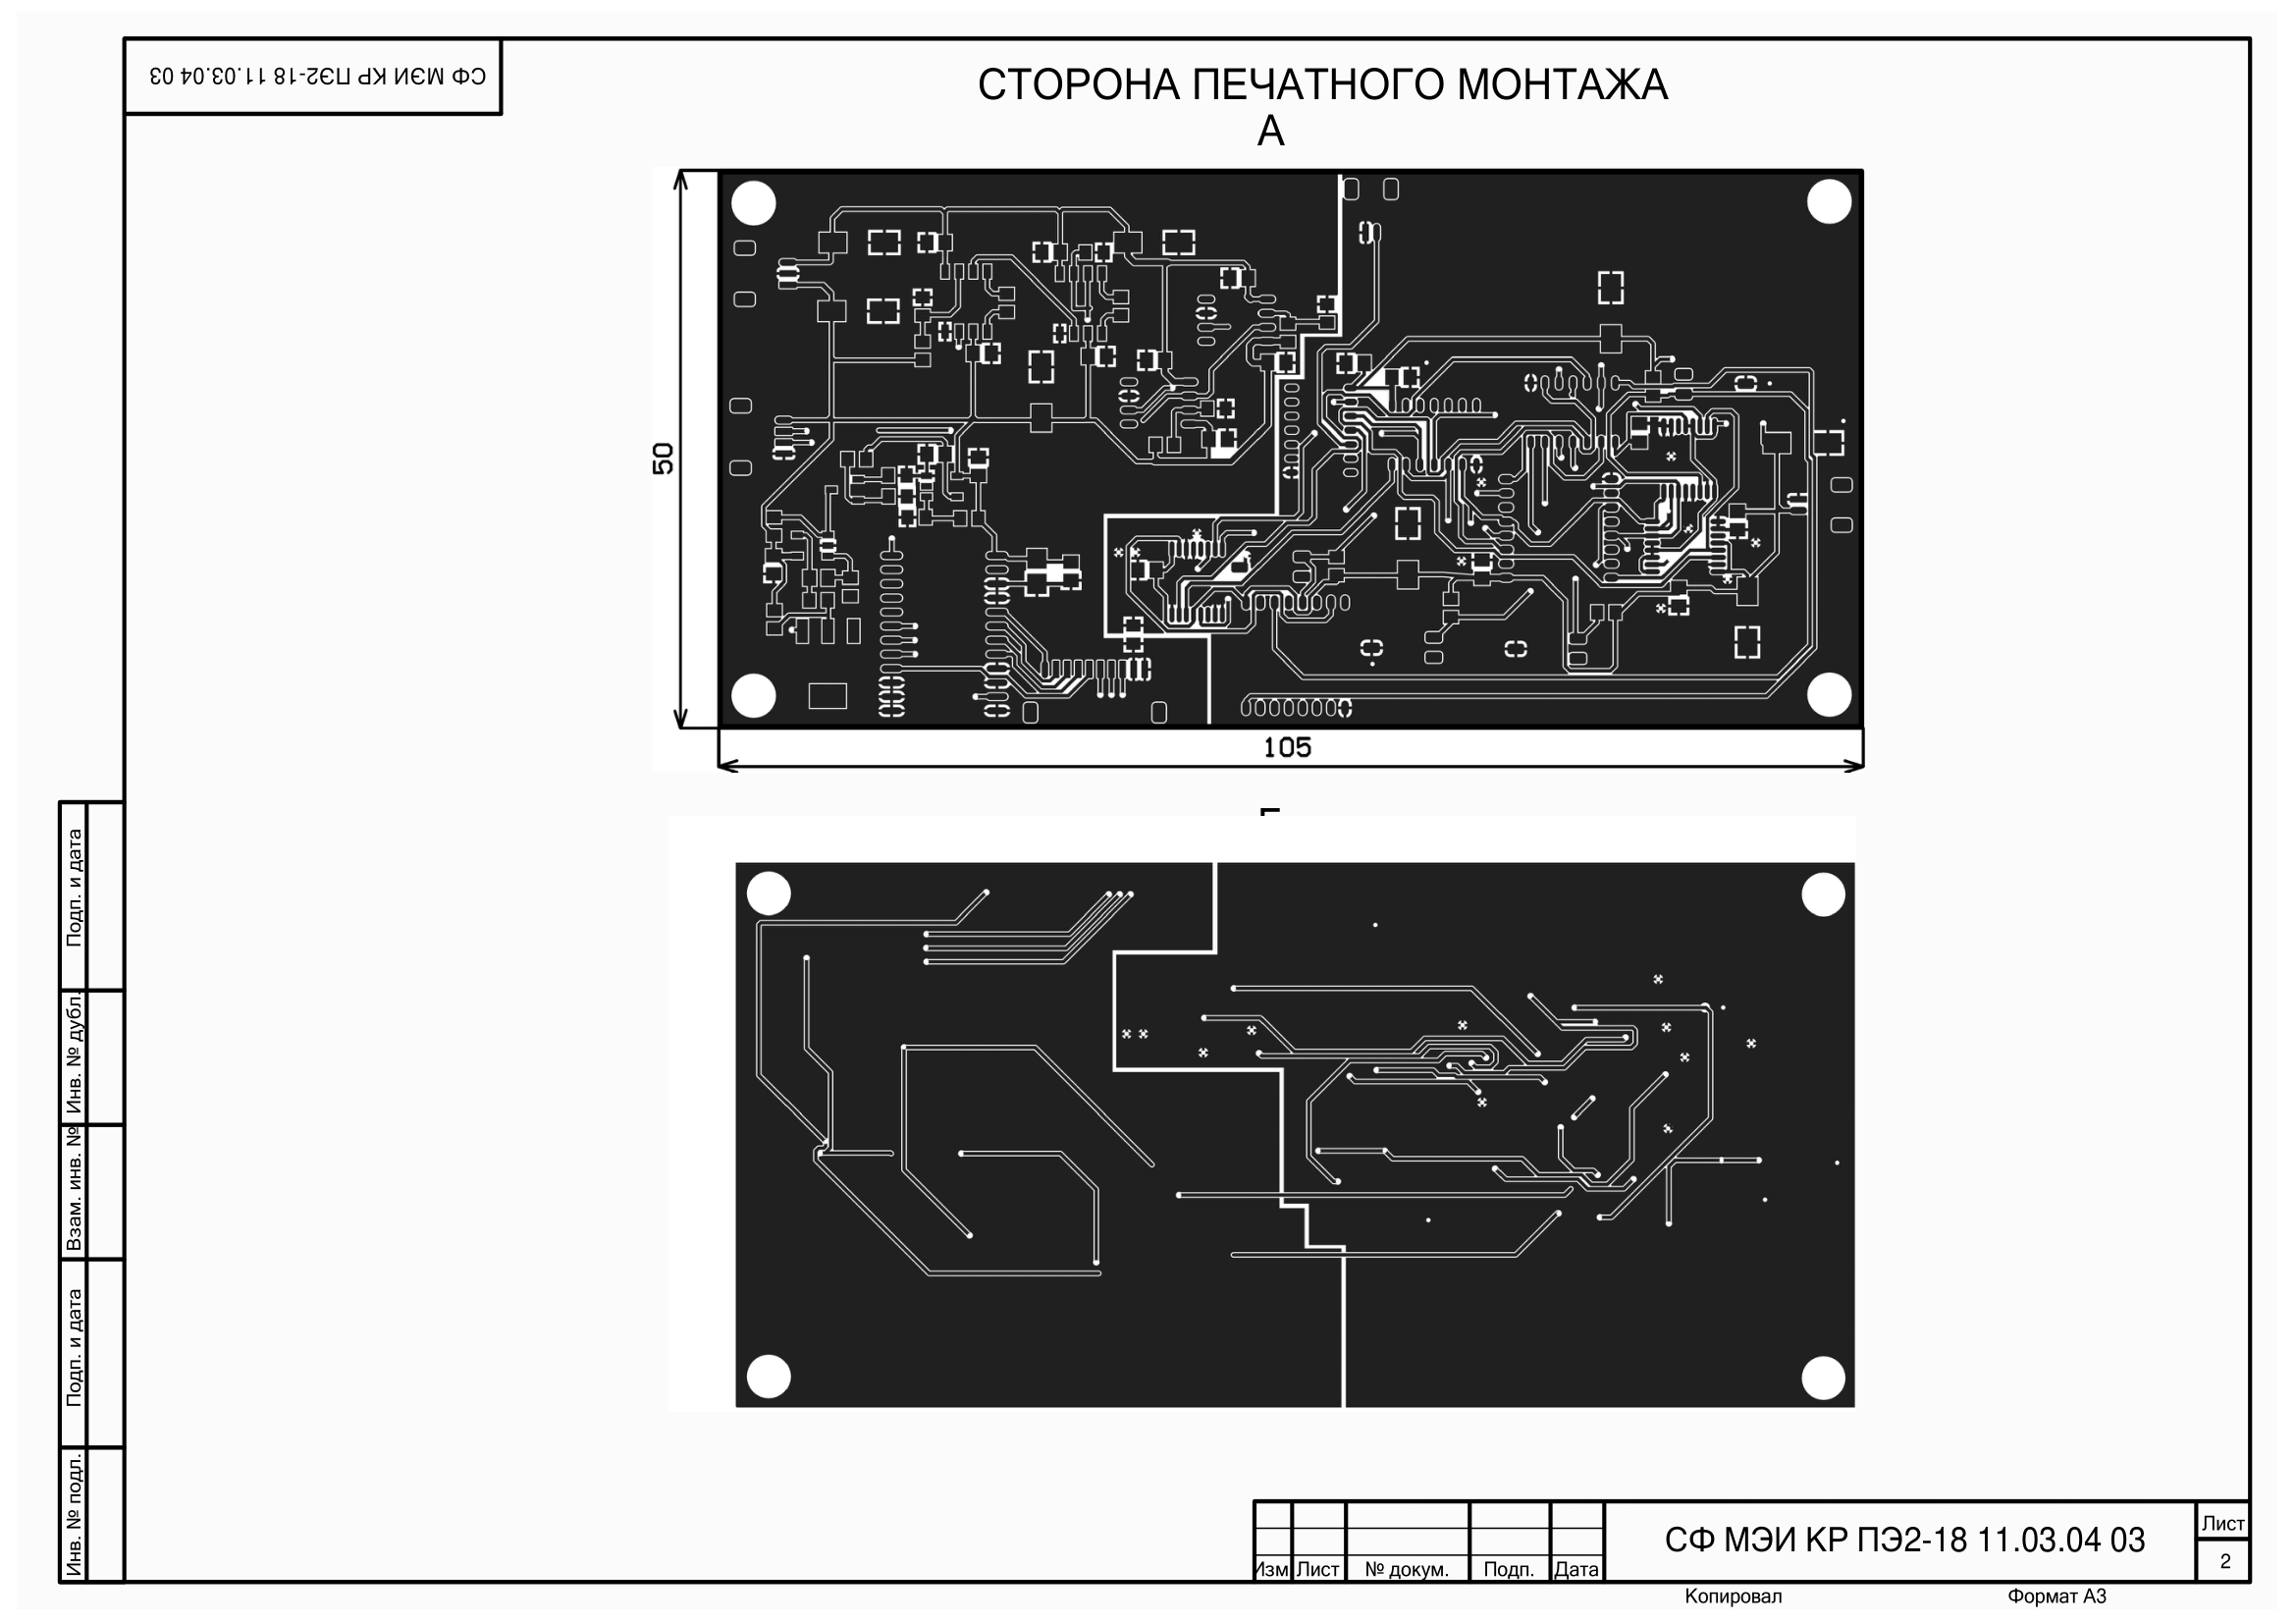 СФ МЭИ КР ПЭ2-18 11.03.04 03
СТОРОНА ПЕЧАТНОГО МОНТАЖА
А
50
105
Подп. и дата
Инв. № дубл.
Взам. инв. №
Подп. и дата
Инв. № подл.
Изм Лист № докум. Подп. Дата
СФ МЭИ КР ПЭ2-18 11.03.04 03
Лист
2
Копировал Формат А3